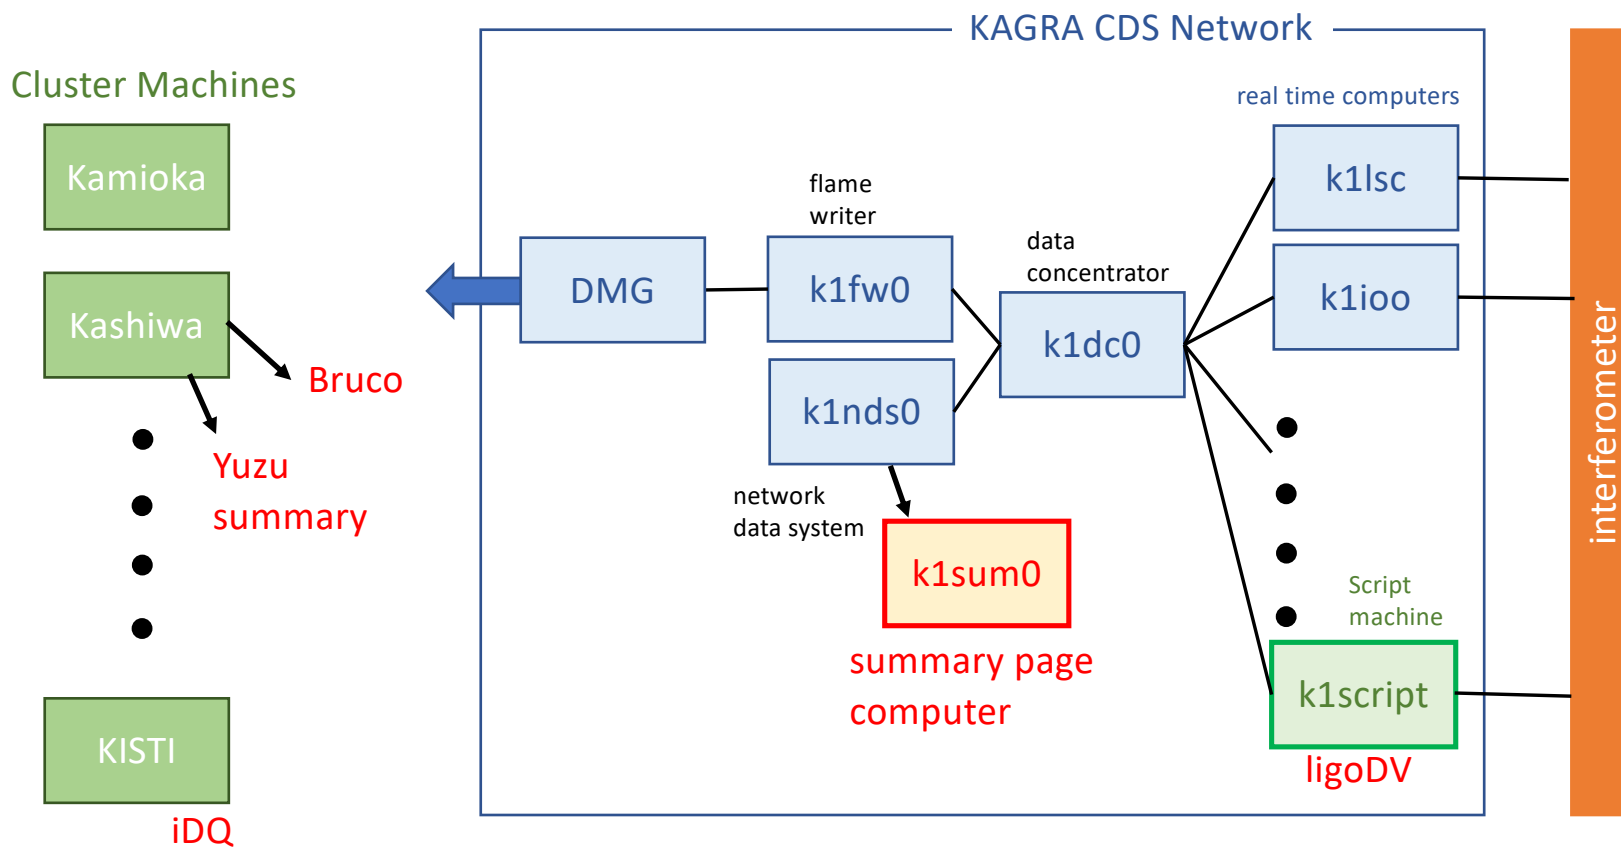 KAGRA CDS Network
Cluster Machines
Kamioka
Kashiwa
Bruco
Yuzu
summary
KISTI
iDQ
DMG
flame
writer
k1fw0
k1nds0
network
data system
k1sum0
summary page
computer
data
concentrator
k1dc0
real time computers
k1lsc
k1ioo
Script
machine
k1script
ligoDV
interferometer